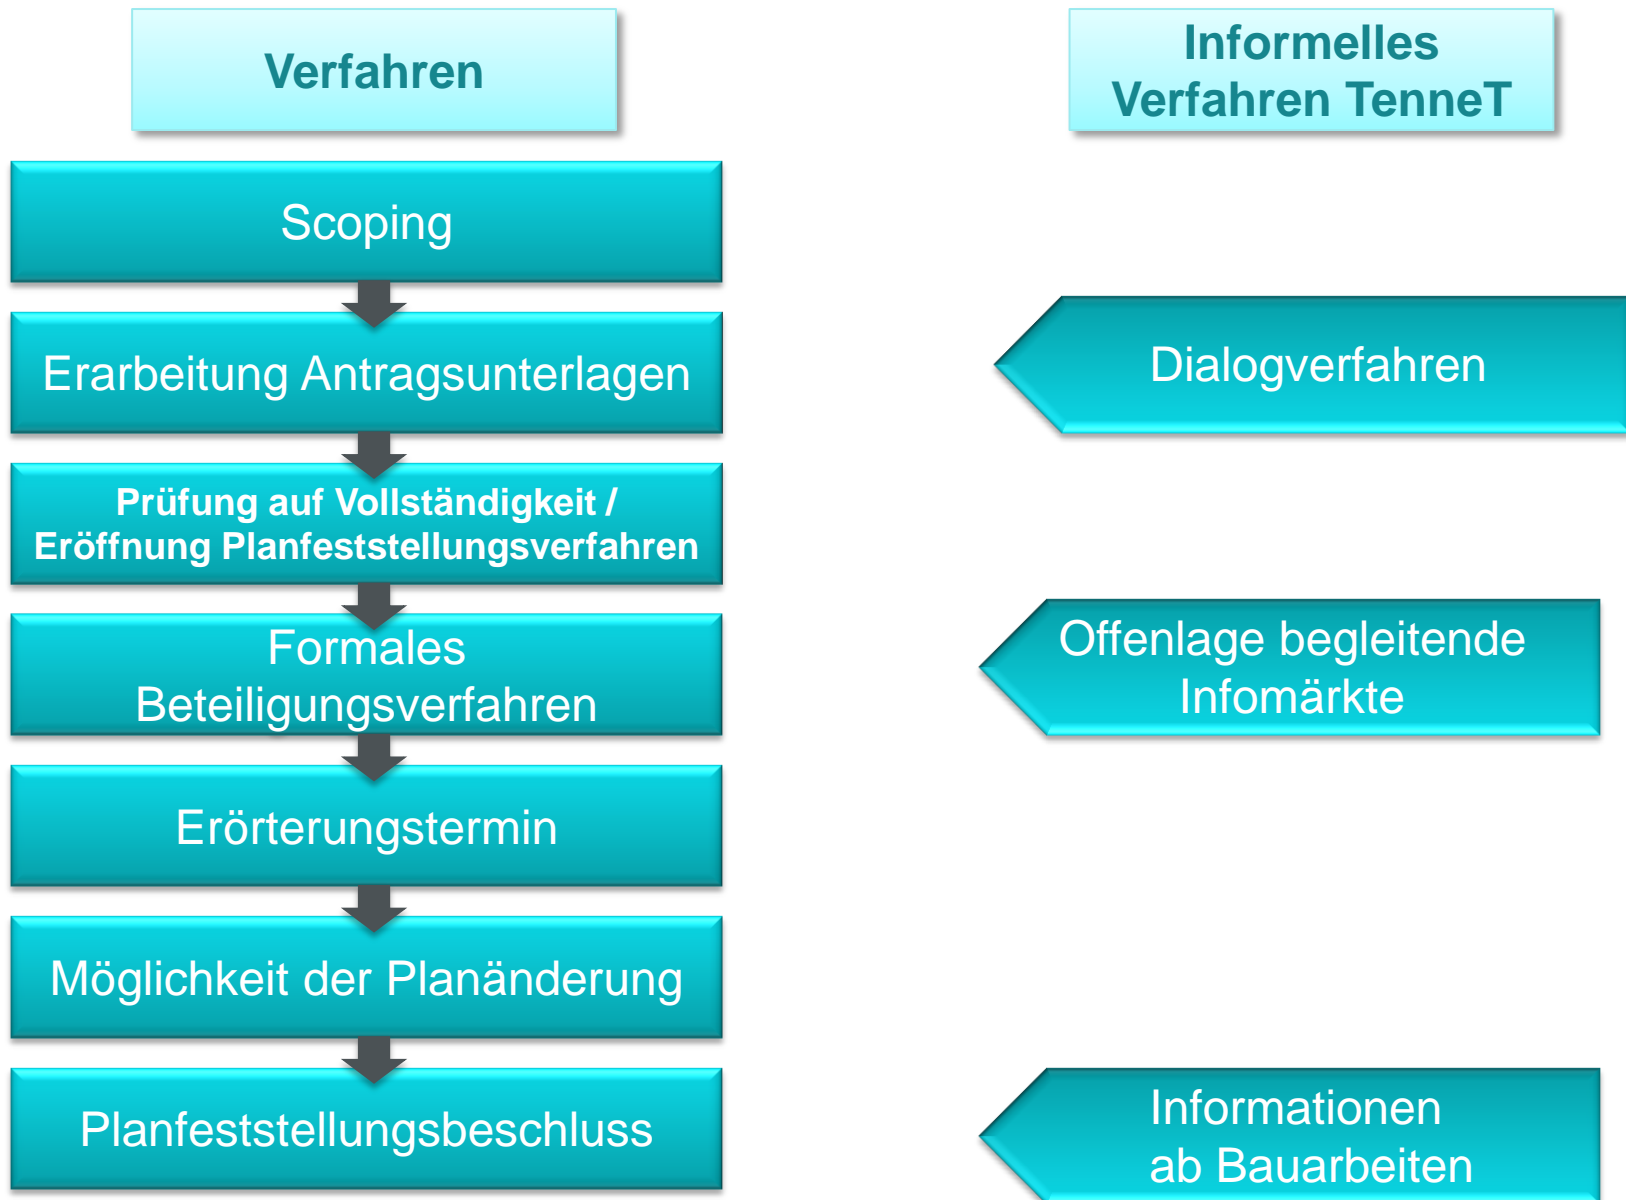 Verfahren
Informelles
Verfahren TenneT
Scoping
Erarbeitung Antragsunterlagen
Dialogverfahren
Prüfung auf Vollständigkeit /
Eröffnung Planfeststellungsverfahren
Formales
Beteiligungsverfahren
Offenlage begleitende
Infomärkte
Erörterungstermin
Möglichkeit der Planänderung
Planfeststellungsbeschluss
Informationen
ab Bauarbeiten